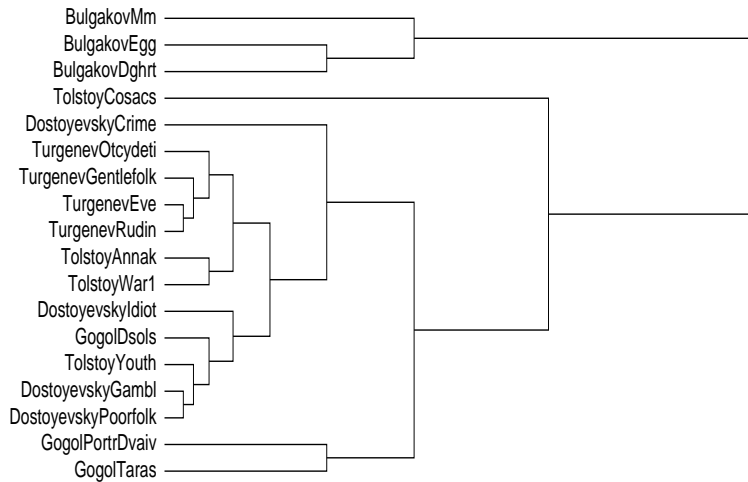 BulgakovMm
BulgakovEgg
BulgakovDghrt
TolstoyCosacs
DostoyevskyCrime
TurgenevOtcydeti
TurgenevGentlefolk
TurgenevEve
TurgenevRudin
TolstoyAnnak
TolstoyWar1
DostoyevskyIdiot
GogolDsols
TolstoyYouth
DostoyevskyGambl
DostoyevskyPoorfolk
GogolPortrDvaiv
GogolTaras